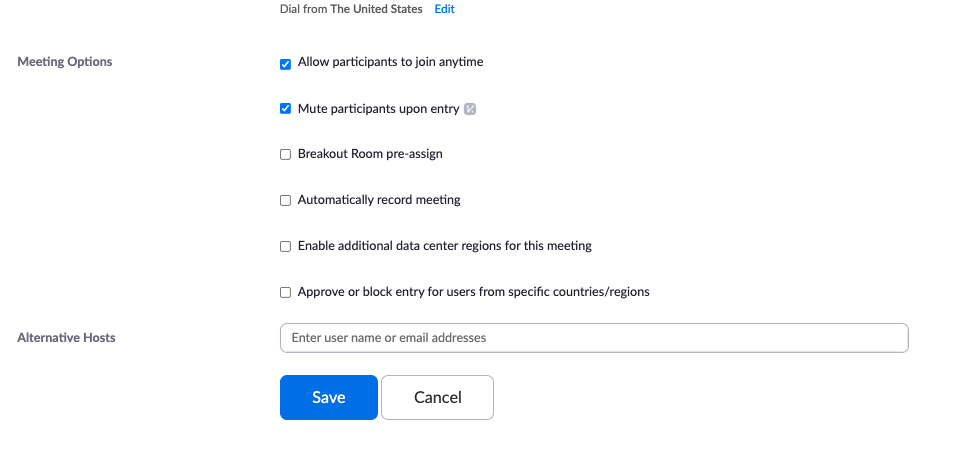 Dial from The United States Edit
Meeting Options
Allow participants to join anytime
Mute participants upon entry
Breakout Room pre-assign
Automatically record meeting
Enable additional data center regions for this meeting
Approve or block entry for users from specific countries/regions
Alternative Hosts
Enter user name or email addresses
Save Cancel